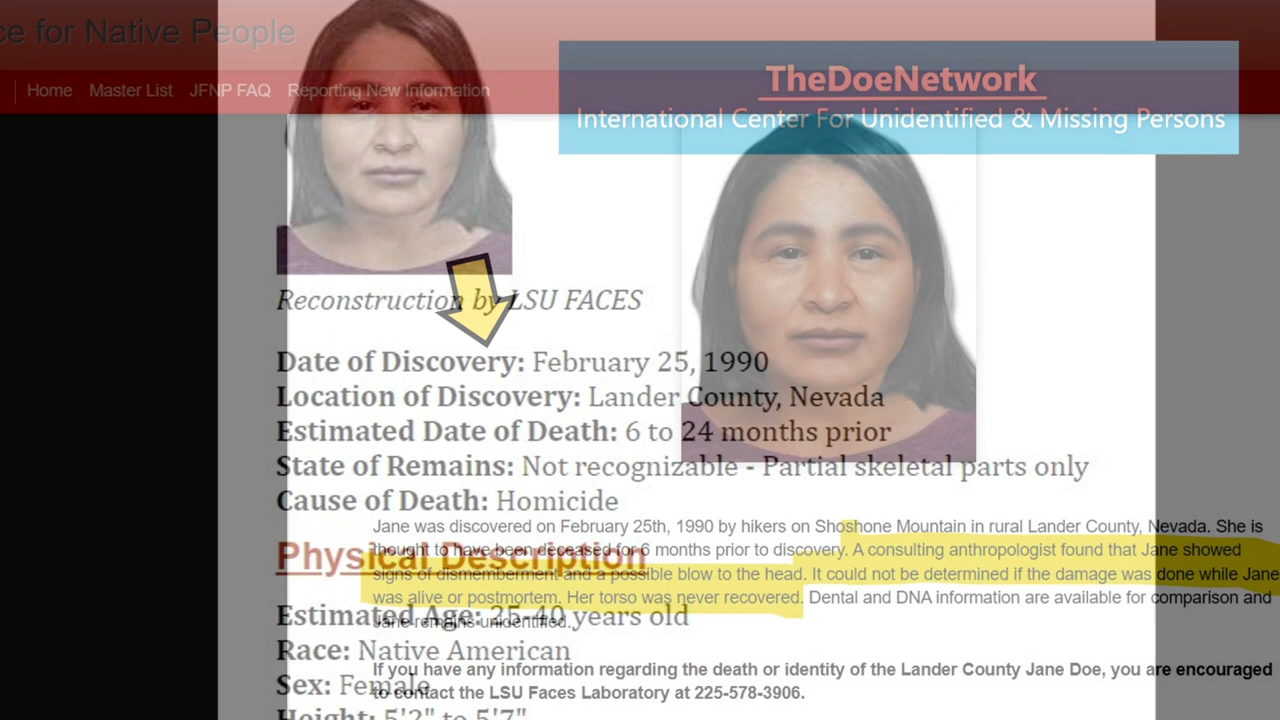 ce for Native People
Home Master List JFNP FAQ Reporting New Information
TheDoeNetwork
International Center For Unidentified & Missing Persons
Reconstruction by LSU FACES
Date of Discovery: February 25, 1990
Location of Discovery: Lander County, Nevada
Estimated Date of Death: 6 to 24 months prior
State of Remains: Not recognizable - Partial skeletal parts only
Cause of Death: Homicide
Jane was discovered on February 25th, 1990 by hikers on Shoshone Mountain in rural Lander County, Nevada. She is
thought to have been deceased for 6 months prior to discovery. A consulting anthropologist found that Jane showed
Physical Description
signs of dismemberment and a possible blow to the head. It could not be determined if the damage was done while Jane
was alive or postmortem. Her torso was never recovered. Dental and DNA information are available for comparison and
Estimated Age: 25-40 years old
Jane remains unidentified.
Race: Native American
If you have any information regarding the death or identity of the Lander County Jane Doe, you are encouraged
Sex: Female
to contact the LSU Faces Laboratory at 225-578-3906.
Height: 5'2" to 5'7"